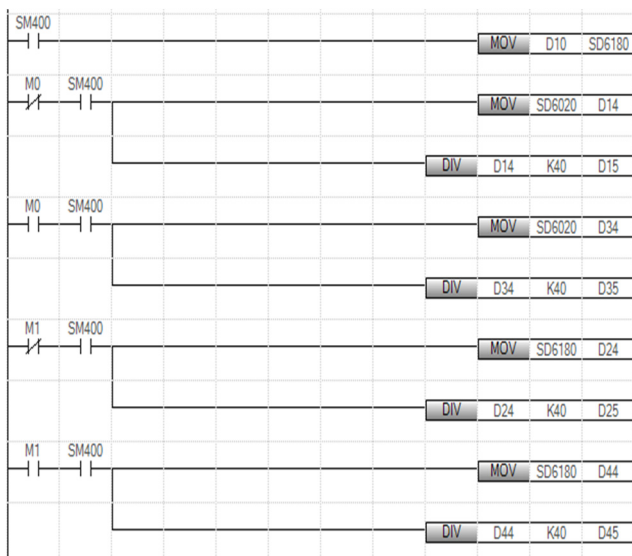 SM400
MOV D10 SD6180
M0 SM400
MOV SD6020 D14
DIV D14 K40 D15
M0 SM400
MOV SD6020 D34
DIV D34 K40 D35
M1 SM400
MOV SD6180 D24
DIV D24 K40 D25
M1 SM400
MOV SD6180 D44
DIV D44 K40 D45